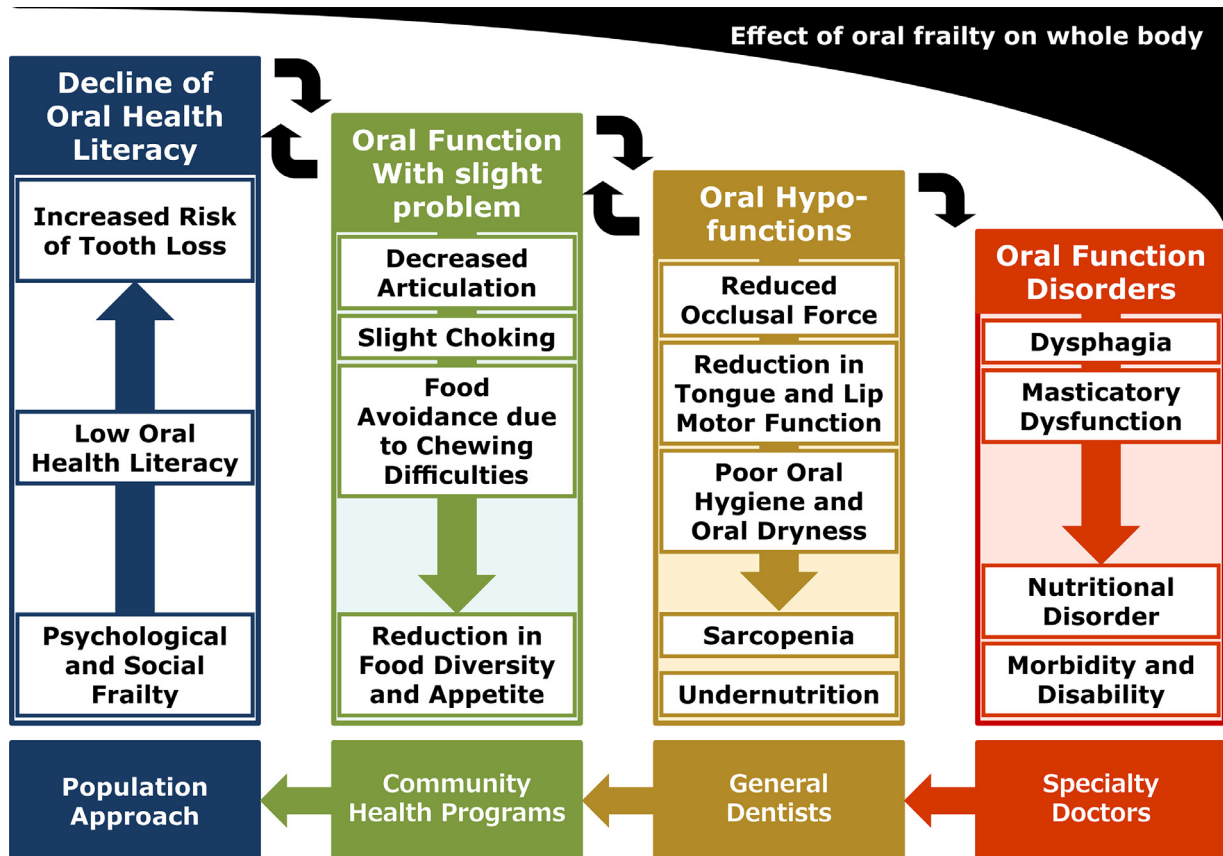 Effect of oral frailty on whole body
Decline of
Oral Health
Literacy
Increased Risk
of Tooth Loss
Low Oral
Health Literacy
Psychological
and Social
Frailty
Population
Approach
Oral Function
With slight
problem
Decreased
Articulation
Slight Choking
Food
Avoidance due
to Chewing
Difficulties
Reduction in
Food Diversity
and Appetite
Community
Health Programs
Oral Hypo-
functions
Reduced
Occlusal Force
Reduction in
Tongue and Lip
Motor Function
Poor Oral
Hygiene and
Oral Dryness
Sarcopenia
Undernutrition
General
Dentists
Oral Function
Disorders
Dysphagia
Masticatory
Dysfunction
Nutritional
Disorder
Morbidity and
Disability
Specialty
Doctors